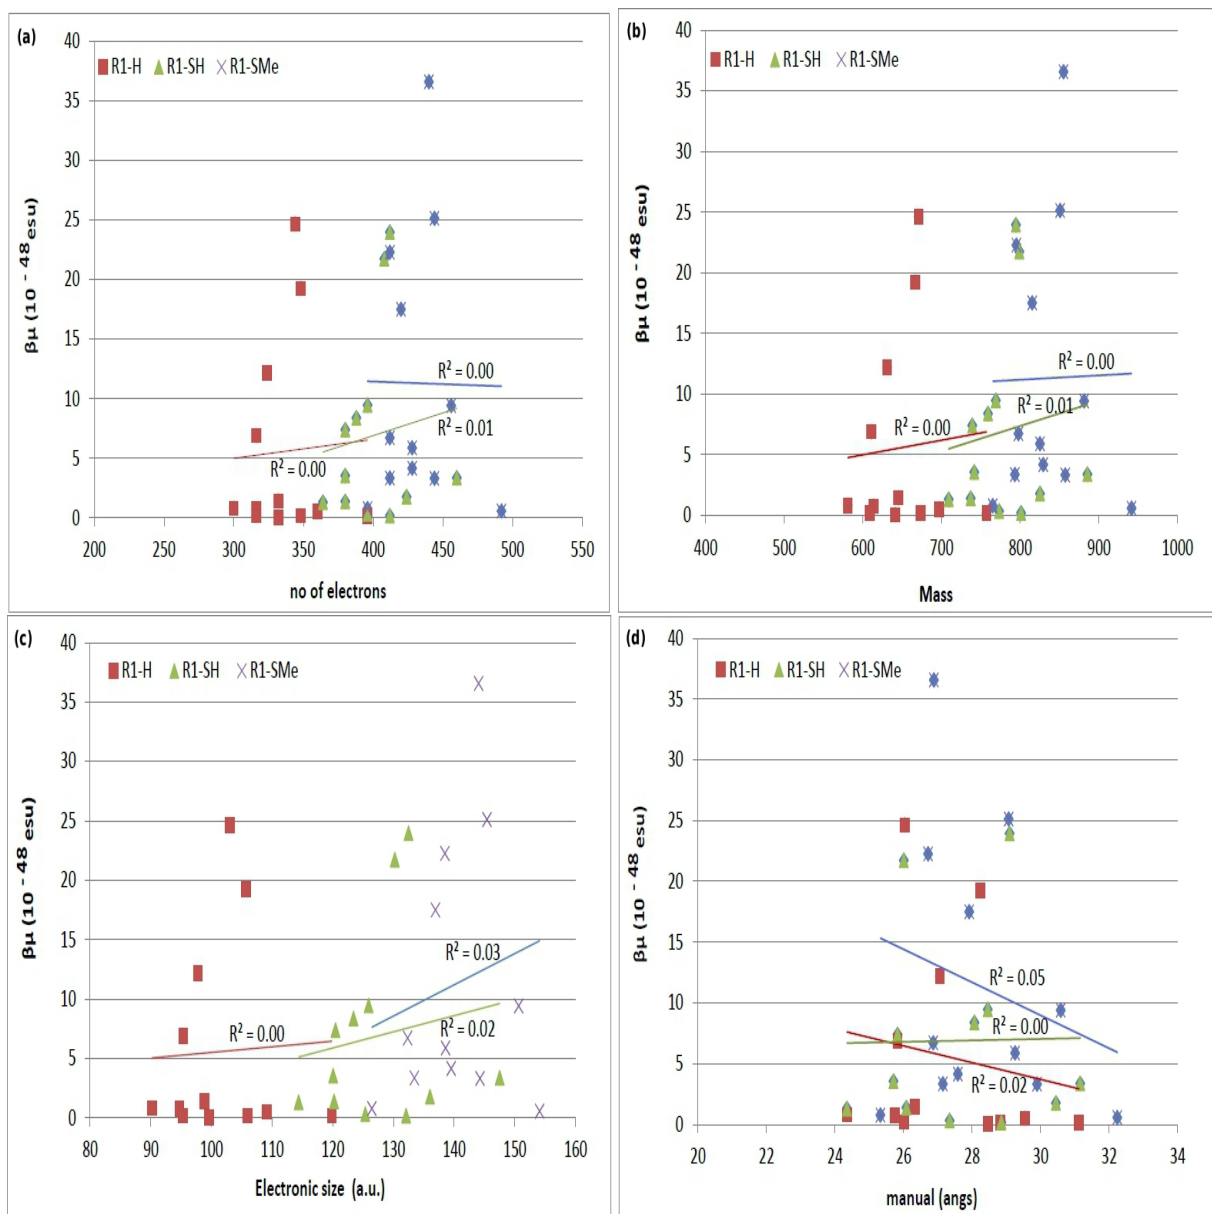 (a)
40
R1-H R1-SH R1-SMe
35
30
25
20
15
R² = 0.00
10
R² = 0.01
5
R² = 0.00
0
200 250 300 350 400 450 500 550
no of electrons
βμ (10 - 48 esu)
(b)
40
R1-H R1-SH R1-SMe
35
30
25
20
15
R² = 0.00
10
R² = 0.01
R² = 0.00
5
0
400 500 600 700 800 900 1000
Mass
βμ (10 - 48 esu)
(c)
40
R1-H R1-SH R1-SMe
35
30
25
20
15
R² = 0.03
10
R² = 0.02
R² = 0.00
5
0
80 90 100 110 120 130 140 150 160
Electronic size (a.u.)
βμ (10 - 48 esu)
(d)
40
R1-H R1-SH R1-SMe
35
30
25
20
15
R² = 0.05
10
R² = 0.00
5
R² = 0.02
0
20 22 24 26 28 30 32 34
manual (angs)
βμ (10 - 48 esu)